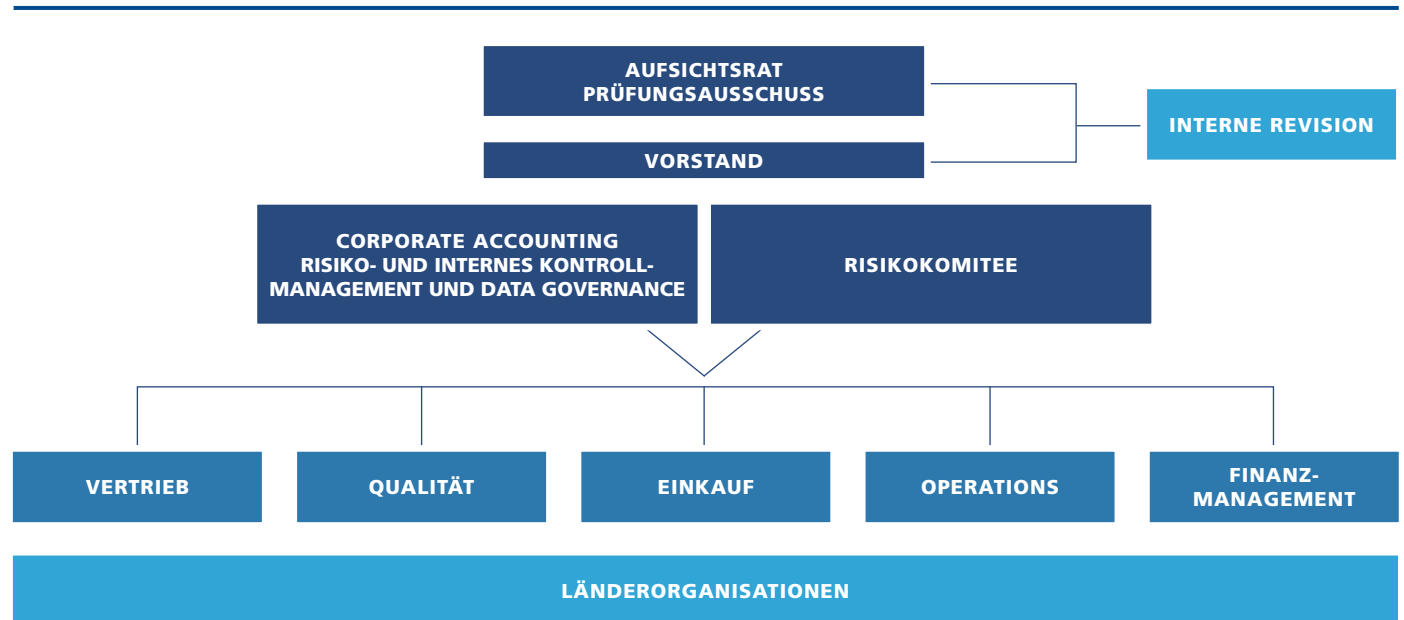 AUFSICHTSRAT
PRÜFUNGSAUSSCHUSS
INTERNE REVISION
VORSTAND
CORPORATE ACCOUNTING
RISIKO- UND INTERNES KONTROLL-
MANAGEMENT UND DATA GOVERNANCE
RISIKOKOMITEE
VERTRIEB
QUALITÄT
EINKAUF
OPERATIONS
FINANZ-
MANAGEMENT
LÄNDERORGANISATIONEN